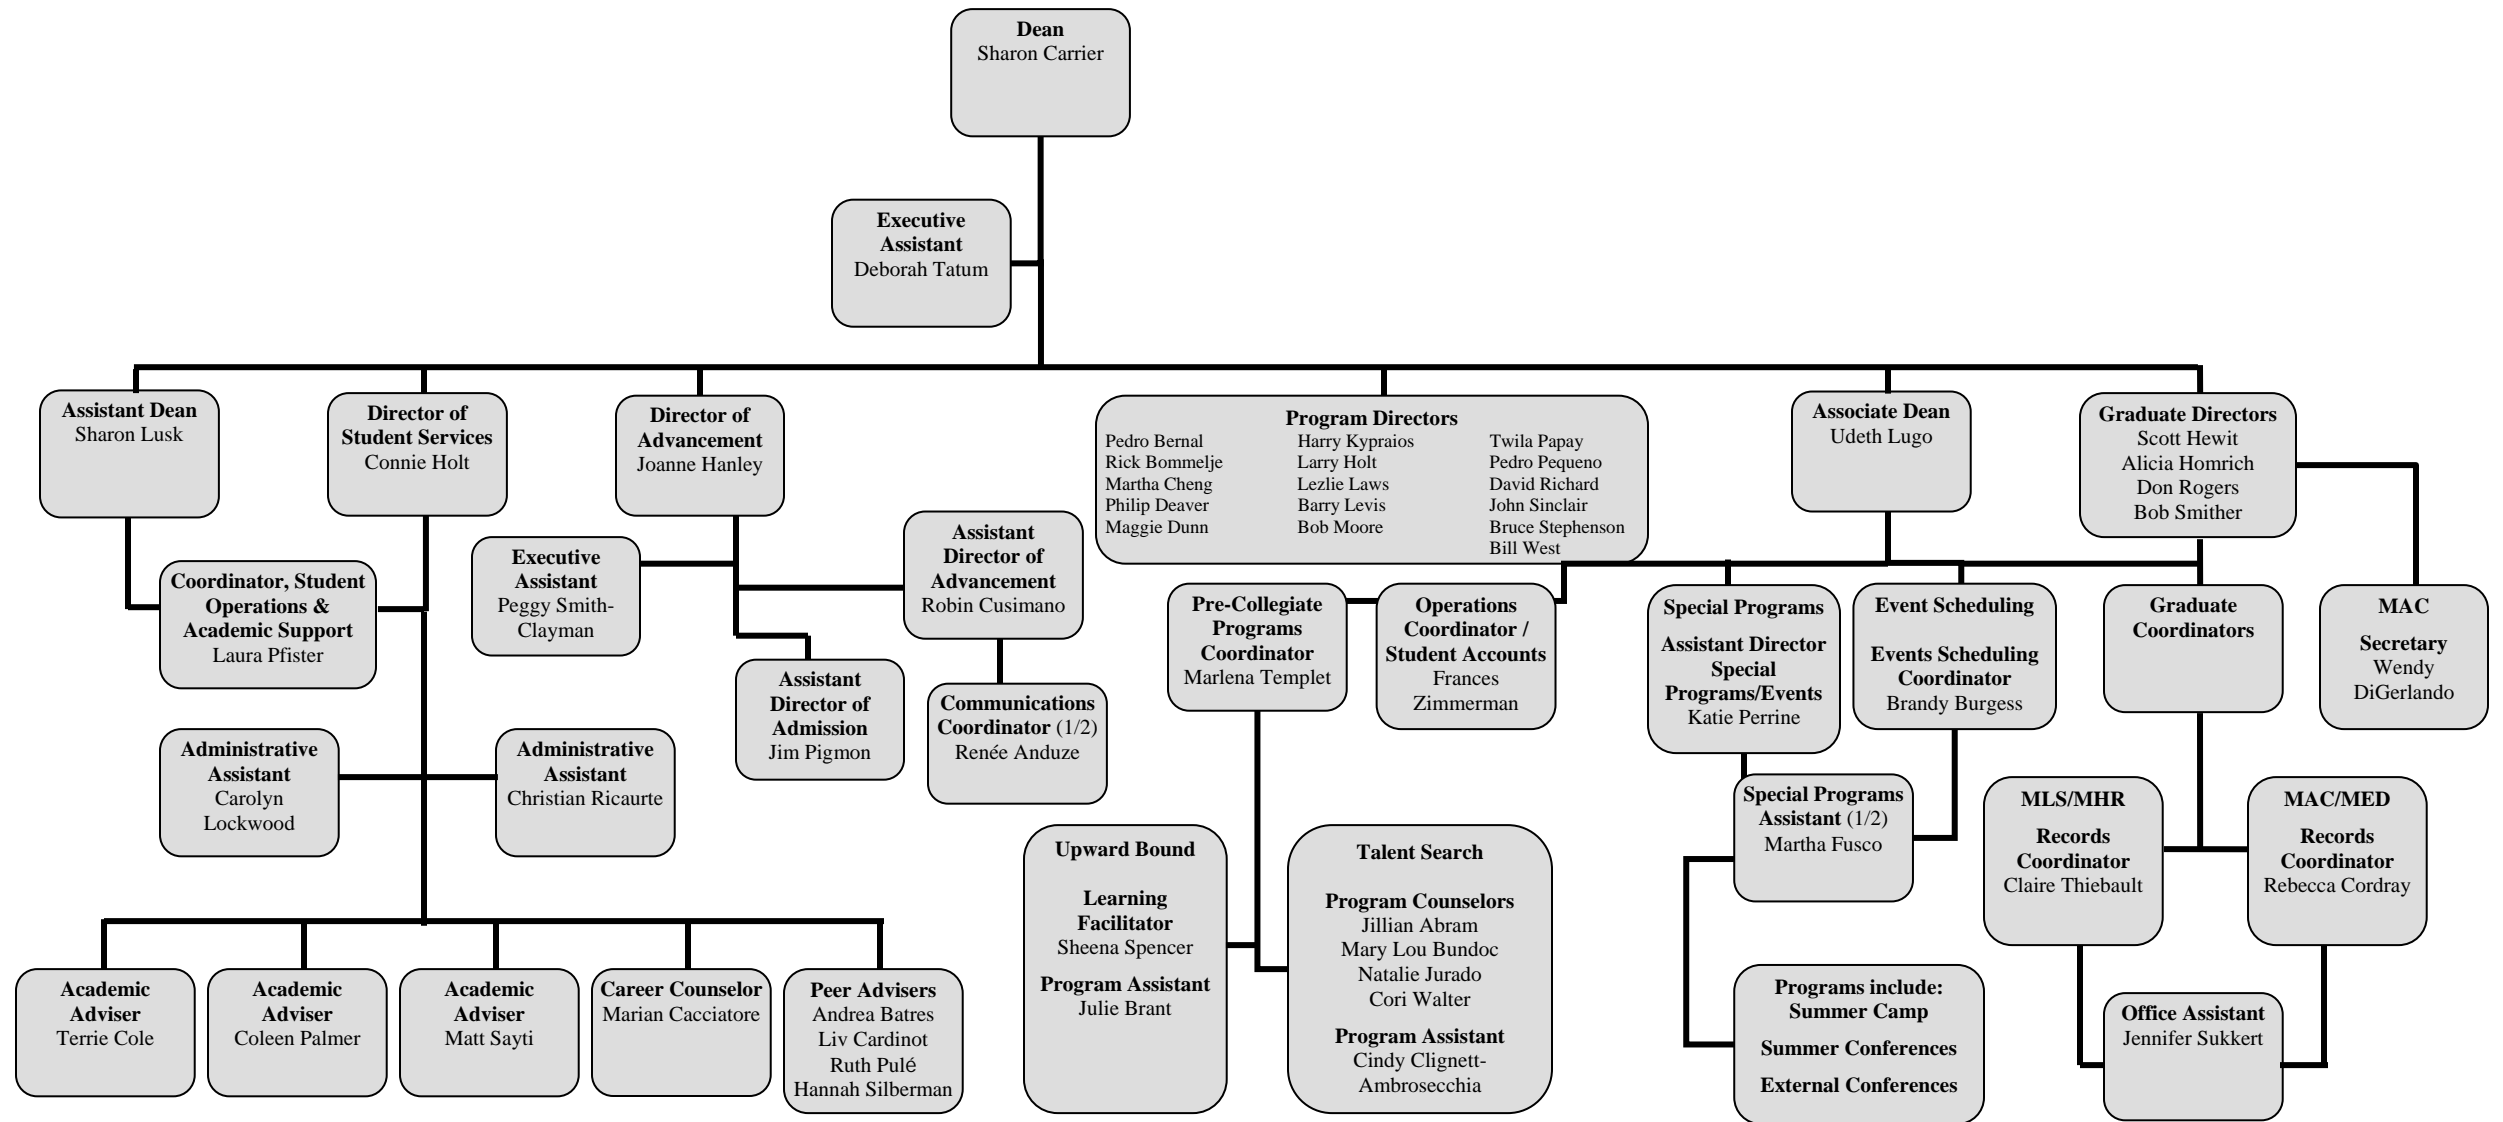 Dean
Sharon Carrier
Executive
Assistant
Deborah Tatum
Assistant Dean
Sharon Lusk
Director of
Student Services
Connie Holt
Director of
Advancement
Joanne Hanley
Program Directors
Pedro Bernal
Rick Bommelje
Martha Cheng
Philip Deaver
Maggie Dunn
Harry Kypraios
Larry Holt
Lezlie Laws
Barry Levis
Bob Moore
Twila Papay
Pedro Pequeno
David Richard
John Sinclair
Bruce Stephenson
Bill West
Associate Dean
Udeth Lugo
Graduate Directors
Scott Hewit
Alicia Homrich
Don Rogers
Bob Smither
Coordinator, Student
Operations &
Academic Support
Laura Pfister
Executive
Assistant
Peggy Smith-
Clayman
Assistant
Director of
Advancement
Robin Cusimano
Assistant
Director of
Admission
Jim Pigmon
Communications
Coordinator (1/2)
Renée Anduze
Pre-Collegiate
Programs
Coordinator
Marlena Templet
Operations
Coordinator /
Student Accounts
Frances
Zimmerman
Special Programs
Assistant Director
Special
Programs/Events
Katie Perrine
Event Scheduling
Events Scheduling
Coordinator
Brandy Burgess
Graduate
Coordinators
MAC
Secretary
Wendy
DiGerlando
Administrative
Assistant
Carolyn
Lockwood
Administrative
Assistant
Christian Ricaurte
Special Programs
Assistant (1/2)
Martha Fusco
MLS/MHR
Records
Coordinator
Claire Thiebault
MAC/MED
Records
Coordinator
Rebecca Cordray
Upward Bound
Learning
Facilitator
Sheena Spencer
Program Assistant
Julie Brant
Talent Search
Program Counselors
Jillian Abram
Mary Lou Bundoc
Natalie Jurado
Cori Walter
Program Assistant
Cindy Clignett-
Ambrosecchia
Academic
Adviser
Terrie Cole
Academic
Adviser
Coleen Palmer
Academic
Adviser
Matt Sayti
Career Counselor
Marian Cacciatore
Peer Advisers
Andrea Batres
Liv Cardinot
Ruth Pulé
Hannah Silberman
Programs include:
Summer Camp
Summer Conferences
External Conferences
Office Assistant
Jennifer Sukkert